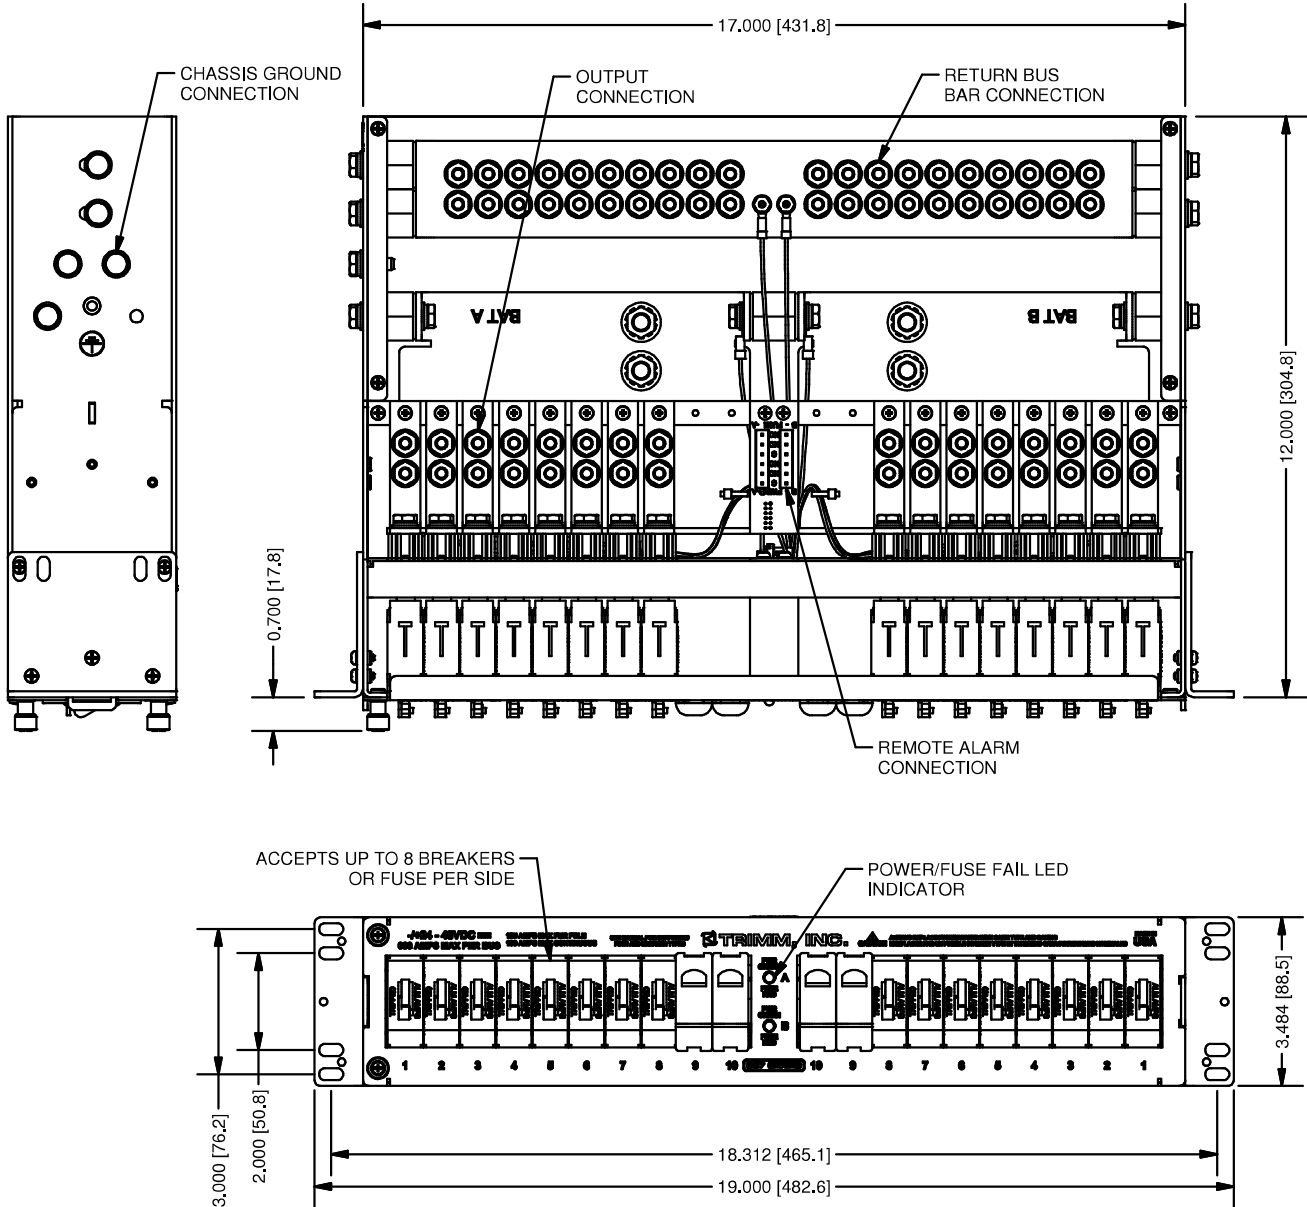 17.000 [431.8]
CHASSIS GROUND
CONNECTION
OUTPUT
CONNECTION
RETURN BUS
BAR CONNECTION
BAT A
BAT B
12.000 [304.8]
0.700 [17.8]
REMOTE ALARM
CONNECTION
ACCEPTS UP TO 8 BREAKERS
OR FUSE PER SIDE
POWER/FUSE FAIL LED
INDICATOR
-/+24 - 48VDC
TRIMM, INC.
USA
A
B
1 2 3 4 5 6 7 8 9 10 10 9 8 7 6 5 4 3 2 1
3.484 [88.5]
3.000 [76.2]
2.000 [50.8]
18.312 [465.1]
19.000 [482.6]